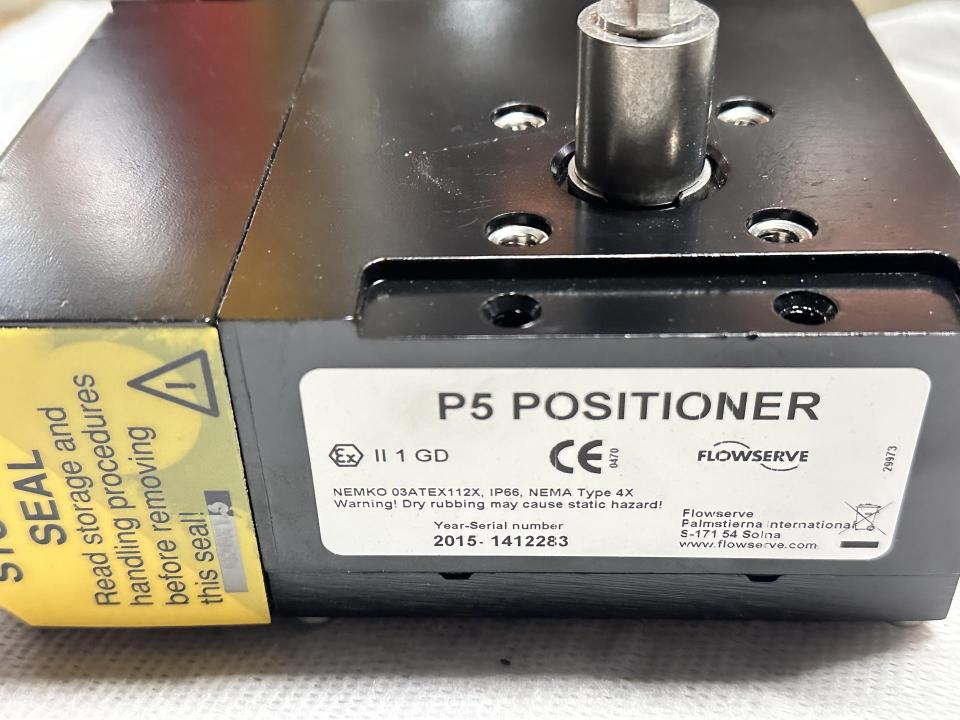 SEAL
Read storage and
handling procedures
before removing
this seal!
P5 POSITIONER
Ex II 1 GD
CE 0470
FLOWSERVE
29973
NEMKO 03ATEX112X, IP66, NEMA Type 4X
Warning! Dry rubbing may cause static hazard!
Year-Serial number
2015- 1412283
Flowserve
Palmstierna International
S-171 54 Solna
www.flowserve.com